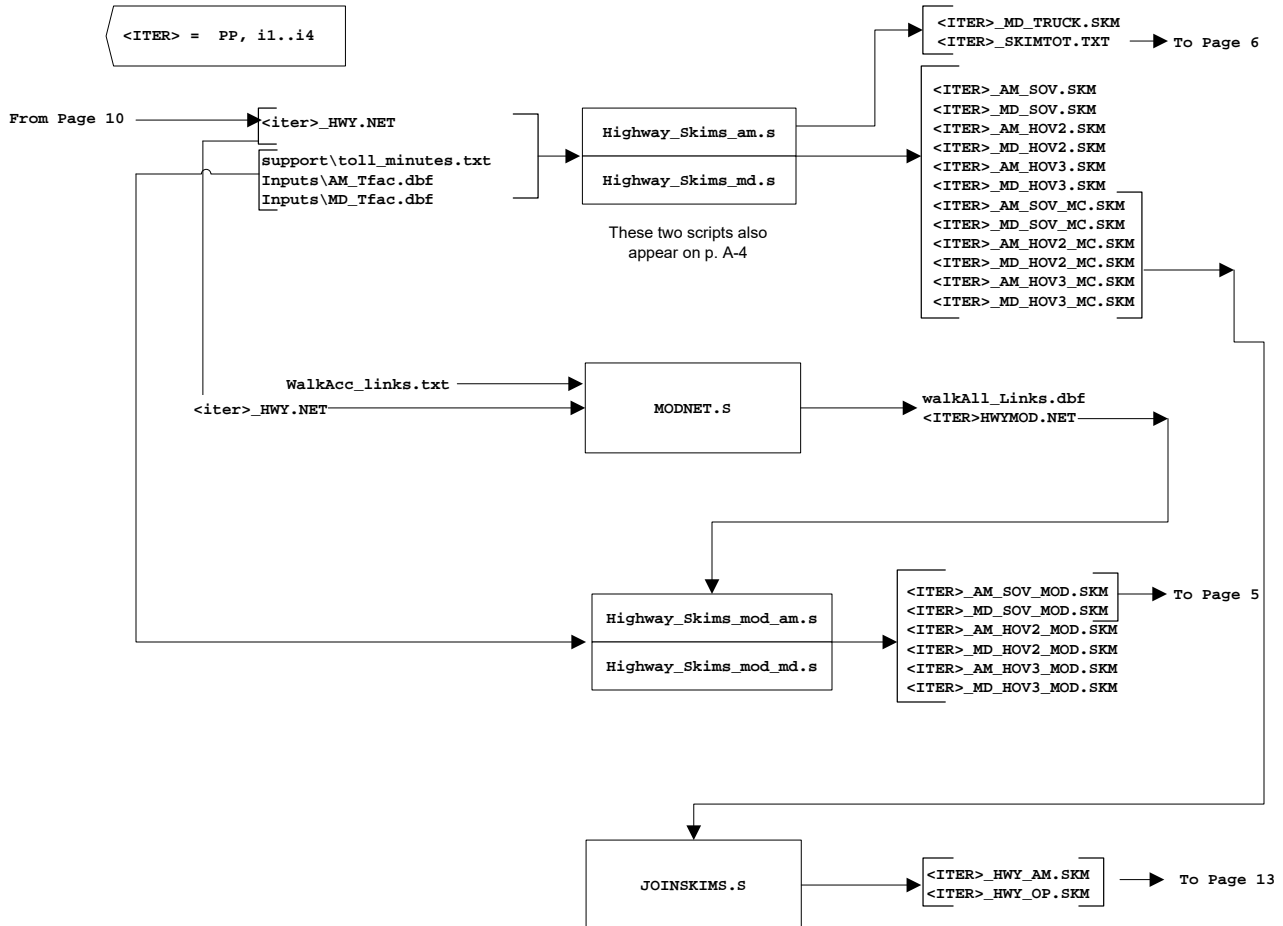 <ITER> = PP, i1..i4
<ITER>_MD_TRUCK.SKM
<ITER>_SKIMTOT.TXT
To Page 6
From Page 10
<iter>_HWY.NET
support\toll_minutes.txt
Inputs\AM_Tfac.dbf
Inputs\MD_Tfac.dbf
Highway_Skims_am.s
Highway_Skims_md.s
These two scripts also
appear on p. A-4
<ITER>_AM_SOV.SKM
<ITER>_MD_SOV.SKM
<ITER>_AM_HOV2.SKM
<ITER>_MD_HOV2.SKM
<ITER>_AM_HOV3.SKM
<ITER>_MD_HOV3.SKM
<ITER>_AM_SOV_MC.SKM
<ITER>_MD_SOV_MC.SKM
<ITER>_AM_HOV2_MC.SKM
<ITER>_MD_HOV2_MC.SKM
<ITER>_AM_HOV3_MC.SKM
<ITER>_MD_HOV3_MC.SKM
WalkAcc_links.txt
<iter>_HWY.NET
MODNET.S
walkAll_Links.dbf
<ITER>HWYMOD.NET
Highway_Skims_mod_am.s
Highway_Skims_mod_md.s
<ITER>_AM_SOV_MOD.SKM
<ITER>_MD_SOV_MOD.SKM
<ITER>_AM_HOV2_MOD.SKM
<ITER>_MD_HOV2_MOD.SKM
<ITER>_AM_HOV3_MOD.SKM
<ITER>_MD_HOV3_MOD.SKM
To Page 5
JOINSKIMS.S
<ITER>_HWY_AM.SKM
<ITER>_HWY_OP.SKM
To Page 13